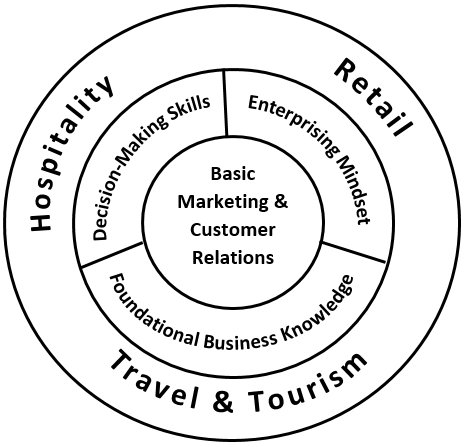 Hospitality
Retail
Decision-Making Skills
Enterprising Mindset
Basic
Marketing &
Customer
Relations
Foundational Business Knowledge
Travel & Tourism